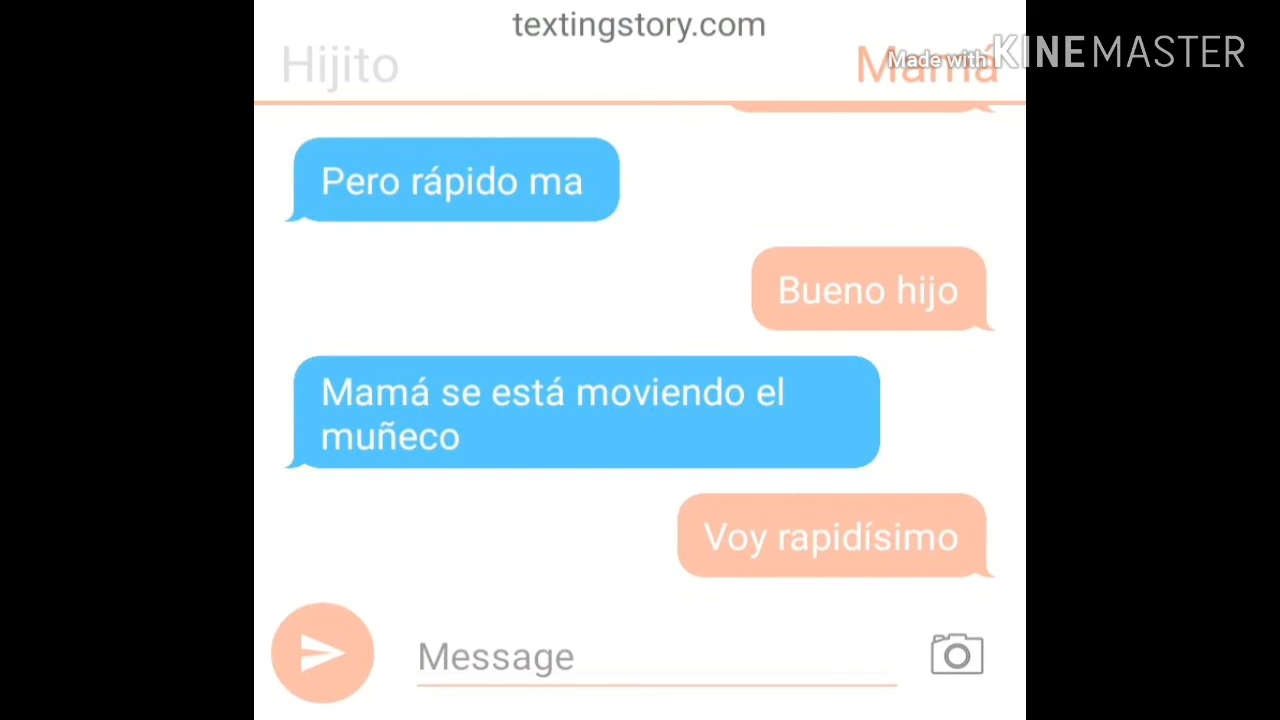 textingstory.com
Hijito
Mamá
Made with KINEMASTER
Pero rápido ma
Bueno hijo
Mamá se está moviendo el
muñeco
Voy rapidísimo
Message